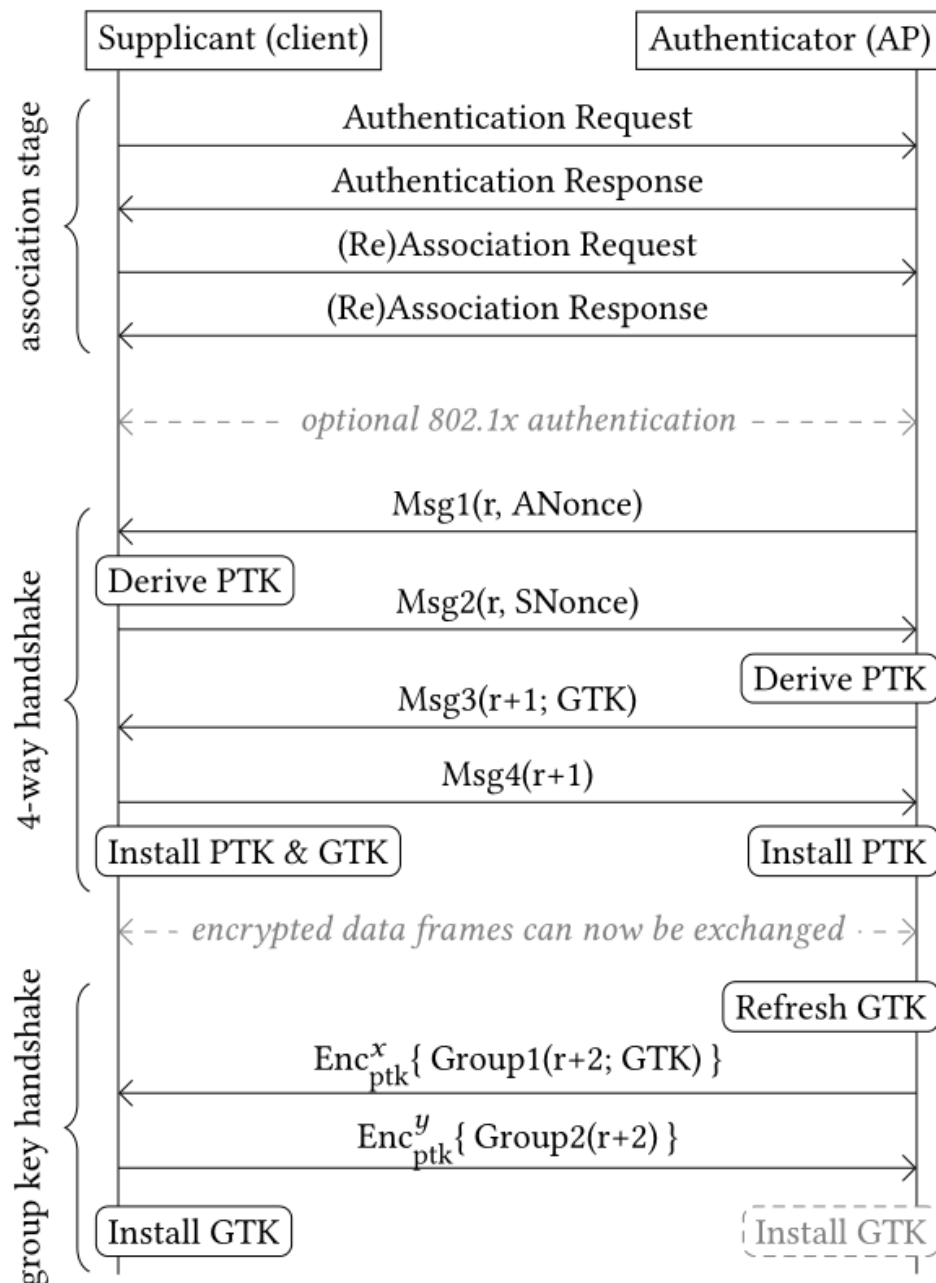 Supplicant (client)
Authenticator (AP)
association stage
Authentication Request
Authentication Response
(Re)Association Request
(Re)Association Response
optional 802.1x authentication
4-way handshake
Msg1(r, ANonce)
Derive PTK
Msg2(r, SNonce)
Derive PTK
Msg3(r+1; GTK)
Msg4(r+1)
Install PTK & GTK
Install PTK
encrypted data frames can now be exchanged
group key handshake
Refresh GTK
Enc^x_ptk{ Group1(r+2; GTK) }
Enc^y_ptk{ Group2(r+2) }
Install GTK
Install GTK